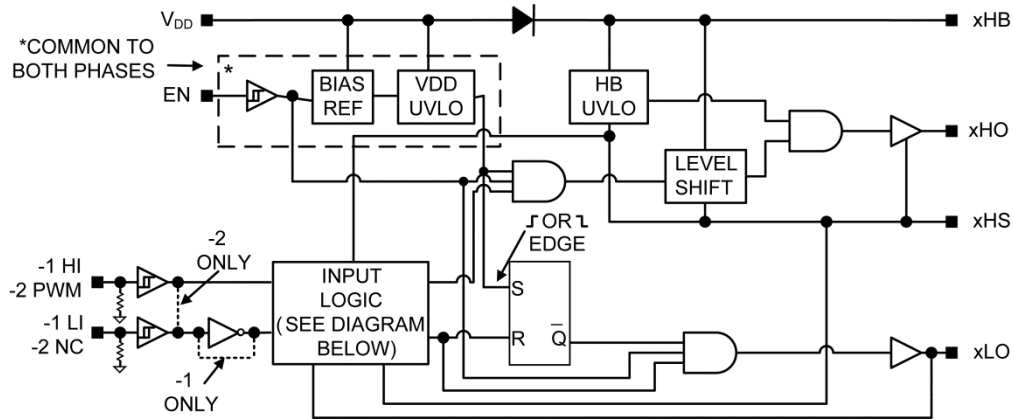 V_DD
xHB
*COMMON TO
BOTH PHASES
*
EN
BIAS
REF
VDD
UVLO
HB
UVLO
xHO
LEVEL
SHIFT
xHS
OR
EDGE
-2
ONLY
-1 HI
-2 PWM
-1 LI
-2 NC
INPUT
LOGIC
(SEE DIAGRAM
BELOW)
S
R
Q̅
-1
ONLY
xLO